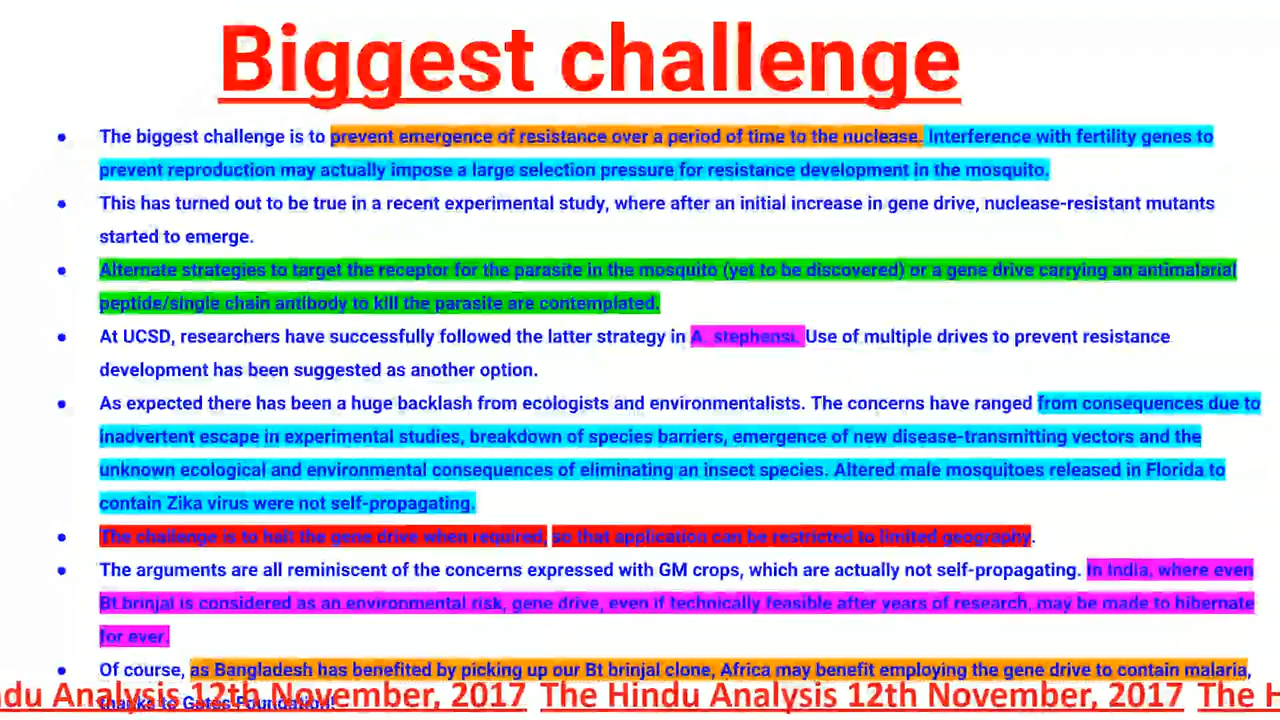 Biggest challenge
• The biggest challenge is to prevent emergence of resistance over a period of time to the nuclease. Interference with fertility genes to
prevent reproduction may actually impose a large selection pressure for resistance development in the mosquito.
• This has turned out to be true in a recent experimental study, where after an initial increase in gene drive, nuclease-resistant mutants
started to emerge.
• Alternate strategies to target the receptor for the parasite in the mosquito (yet to be discovered) or a gene drive carrying an antimalarial
peptide/single chain antibody to kill the parasite are contemplated.
• At UCSD, researchers have successfully followed the latter strategy in A. stephensi. Use of multiple drives to prevent resistance
development has been suggested as another option.
• As expected there has been a huge backlash from ecologists and environmentalists. The concerns have ranged from consequences due to
inadvertent escape in experimental studies, breakdown of species barriers, emergence of new disease-transmitting vectors and the
unknown ecological and environmental consequences of eliminating an insect species. Altered male mosquitoes released in Florida to
contain Zika virus were not self-propagating.
• The challenge is to halt the gene drive when required, so that application can be restricted to limited geography.
• The arguments are all reminiscent of the concerns expressed with GM crops, which are actually not self-propagating. In India, where even
Bt brinjal is considered as an environmental risk, gene drive, even if technically feasible after years of research, may be made to hibernate
for ever.
• Of course, as Bangladesh has benefited by picking up our Bt brinjal clone, Africa may benefit employing the gene drive to contain malaria,
thanks to Gates Foundation!
ndu Analysis 12th November, 2017 The Hindu Analysis 12th November, 2017 The H